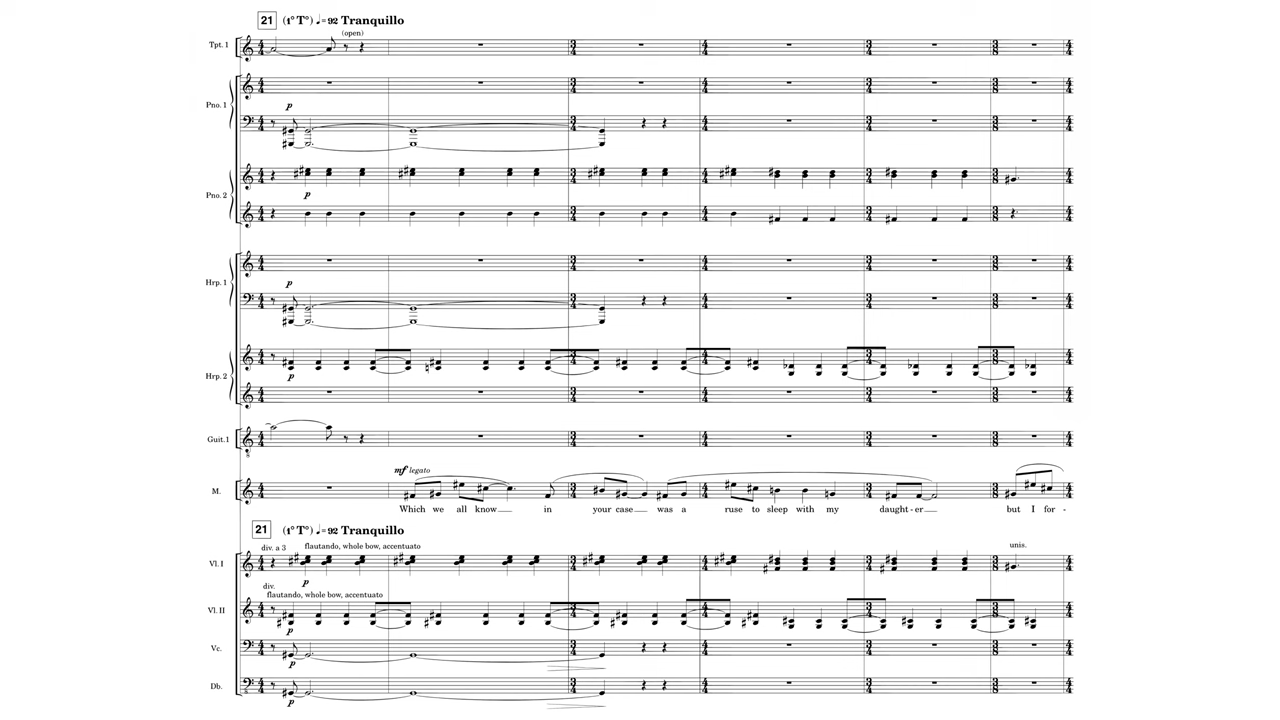 21 (1° T°) ♩= 92 Tranquillo
(open)
Tpt. 1
Pno. 1
p
Pno. 2
p
Hrp. 1
p
Hrp. 2
p
Guit.1
mf legato
M.
Which we all know in your case was a ruse to sleep with my daught-er but I for-
21 (1° T°) ♩= 92 Tranquillo
div. a 3 flautando, whole bow, accentuato unis.
Vl. I
p
div.
flautando, whole bow, accentuato
Vl. II
p
Vc.
p
Db.
p